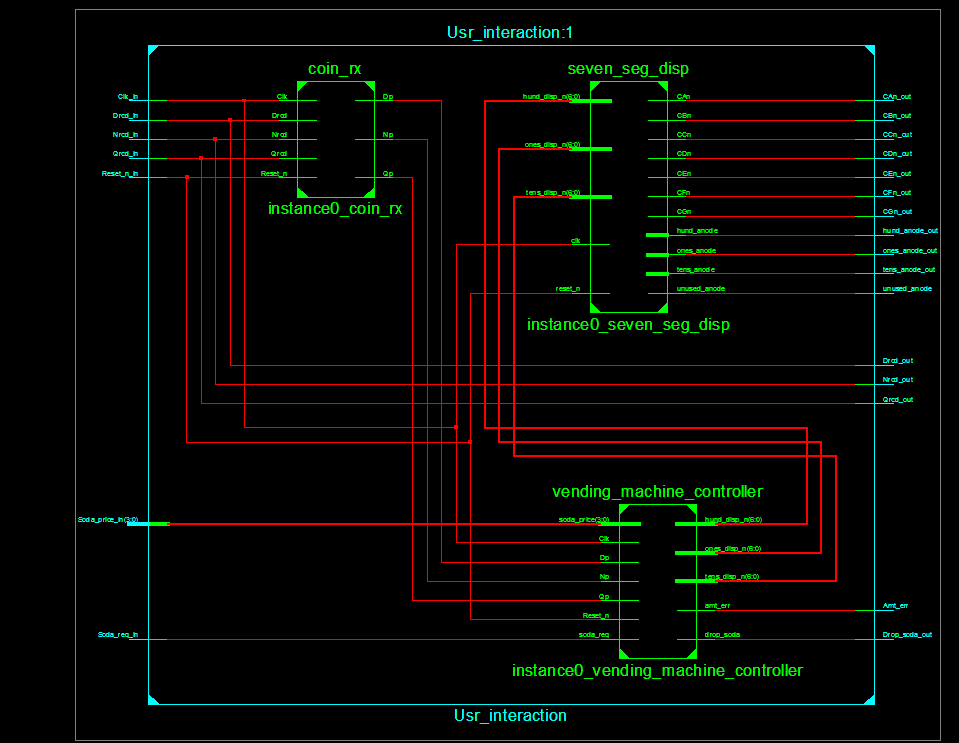 Usr_interaction:1
coin_rx
seven_seg_disp
Clk_in
Drcd_in
Nrcd_in
Qrcd_in
Reset_n_in
Clk
Drcd
Nrcd
Qrcd
Reset_n
Dp
Np
Qp
instance0_coin_rx
hund_disp_n(6:0)
ones_disp_n(6:0)
tens_disp_n(6:0)
clk
reset_n
CAn
CBn
CCn
CDn
CEn
CFn
CGn
hund_anode
ones_anode
tens_anode
unused_anode
CAn_out
CBn_out
CCn_out
CDn_out
CEn_out
CFn_out
CGn_out
hund_anode_out
ones_anode_out
tens_anode_out
unused_anode
instance0_seven_seg_disp
Drcd_out
Nrcd_out
Qrcd_out
vending_machine_controller
Soda_price_in(3:0)
Soda_req_in
soda_price(3:0)
Clk
Dp
Np
Qp
Reset_n
soda_req
hund_disp_n(6:0)
ones_disp_n(6:0)
tens_disp_n(6:0)
amt_err
drop_soda
Amt_err
Drop_soda_out
instance0_vending_machine_controller
Usr_interaction